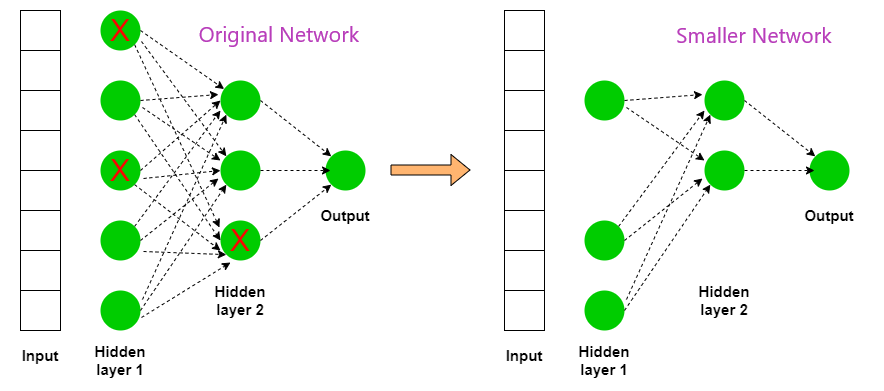 X
Original Network
X
X
Output
Hidden
layer 2
Input
Hidden
layer 1
Smaller Network
Output
Hidden
layer 2
Input
Hidden
layer 1